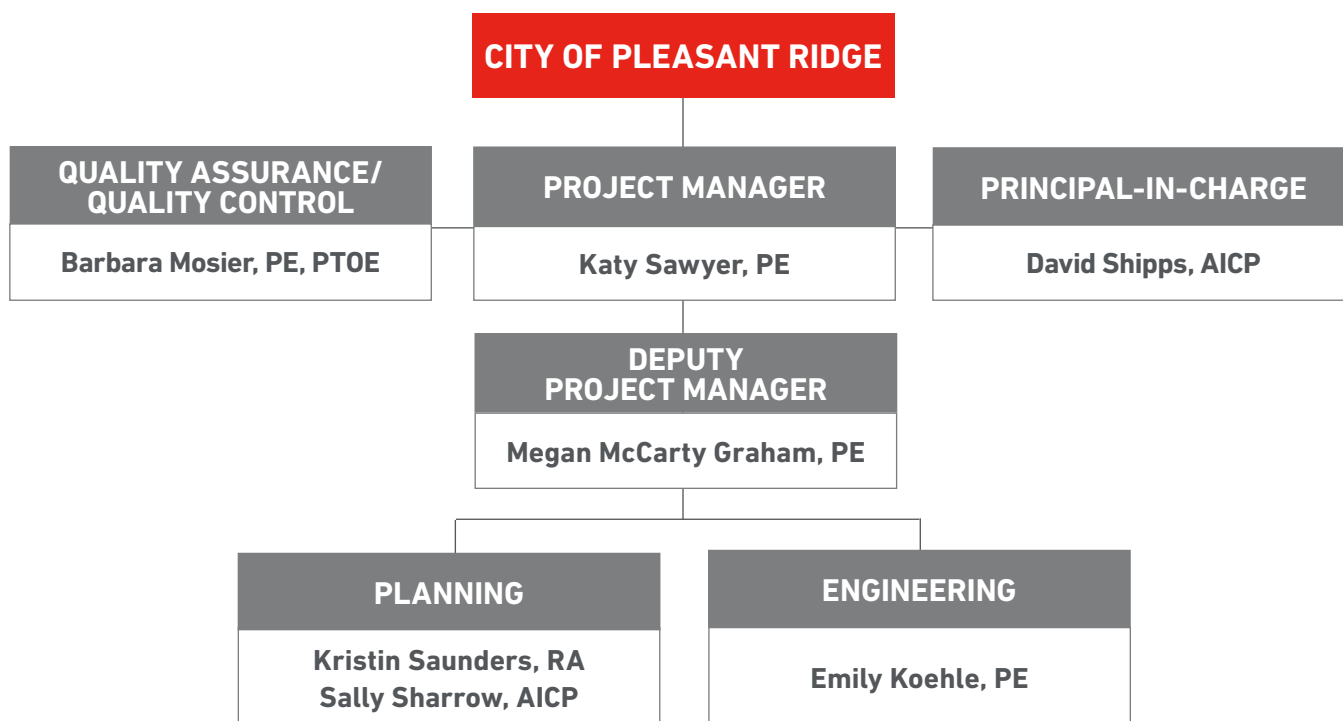 CITY OF PLEASANT RIDGE
QUALITY ASSURANCE/
QUALITY CONTROL
Barbara Mosier, PE, PTOE
PROJECT MANAGER
Katy Sawyer, PE
PRINCIPAL-IN-CHARGE
David Shipps, AICP
DEPUTY
PROJECT MANAGER
Megan McCarty Graham, PE
PLANNING
Kristin Saunders, RA
Sally Sharrow, AICP
ENGINEERING
Emily Koehle, PE